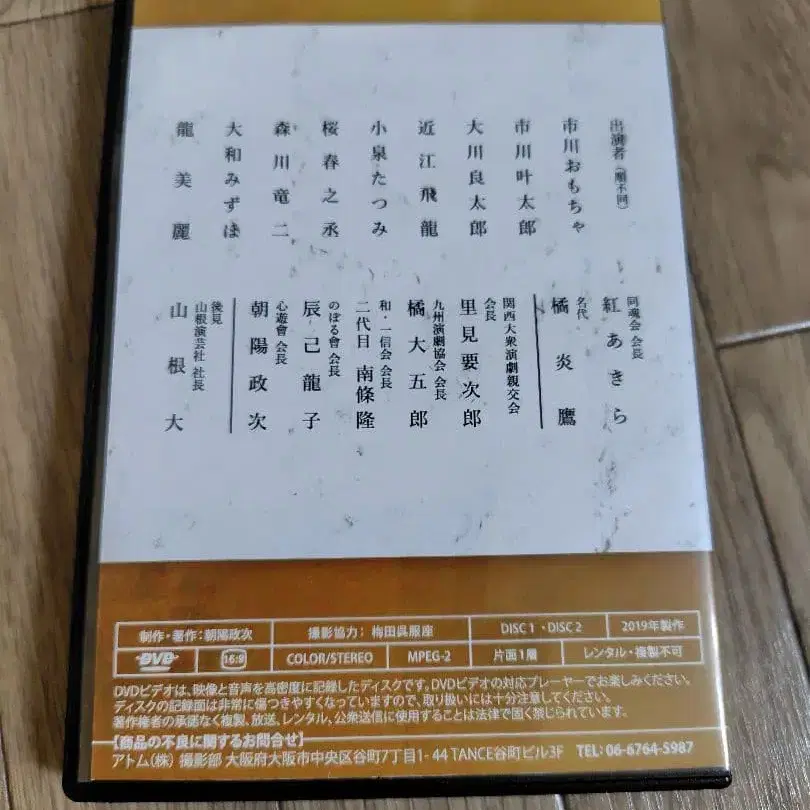 出演者（順不同）
市川おもちゃ
市川叶太郎
大川良太郎
近江飛龍
小泉たつみ
桜春之丞
森川竜二
大和みずほ
龍美麗
同魂会 会長
紅あきら
名代
橘炎鷹
関西大衆演劇親交会
会長
里見要次郎
九州演劇協会 会長
橘大五郎
和・一信会 会長
二代目 南條隆
のぼる會 会長
辰己龍子
心遊會 会長
朝陽政次
後見
山根演芸社 社長
山根大
制作・著作：朝陽政次
撮影協力：梅田呉服座
DISC 1・DISC 2
2019年製作
DVD
16:9
COLOR/STEREO
MPEG-2
片面1層
レンタル・複製不可
DVDビデオは、映像と音声を高密度に記録したディスクです。DVDビデオの対応プレーヤーでお楽しみください。
ディスクの記録面は非常に傷つきやすくなっていますので、取り扱いには十分注意してください。
著作権者の承諾なく複製、放送、レンタル、公衆送信に使用することは法律で固く禁じられています。
【商品の不良に関するお問合せ】
アトム（株）撮影部 大阪府大阪市中央区谷町7丁目1-44 TANCE谷町ビル3F TEL: 06-6764-5987